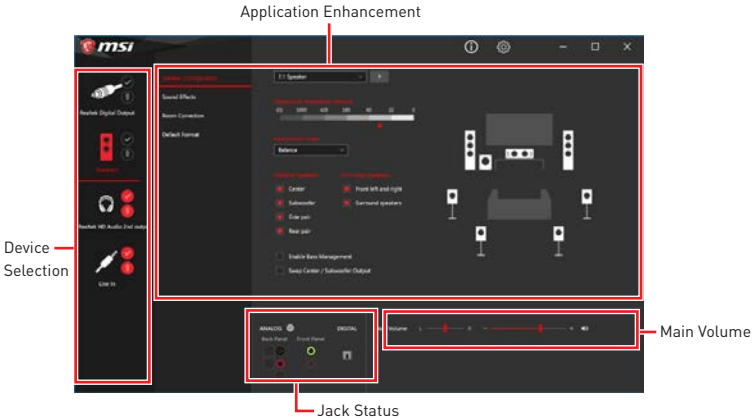 Application Enhancement
msi
Realtek Digital Output
Speakers
Realtek HD Audio 2nd output
Line In
Device
Selection
Speaker Configuration
Sound Effects
Room Correction
Default Format
7.1 Speaker
Balance
Center
Subwoofer
Side pair
Rear pair
Front left and right
Surround speakers
Enable Bass Management
Swap Center / Subwoofer Output
ANALOG
DIGITAL
Back Panel
Front Panel
Volume
L
R
Main Volume
Jack Status